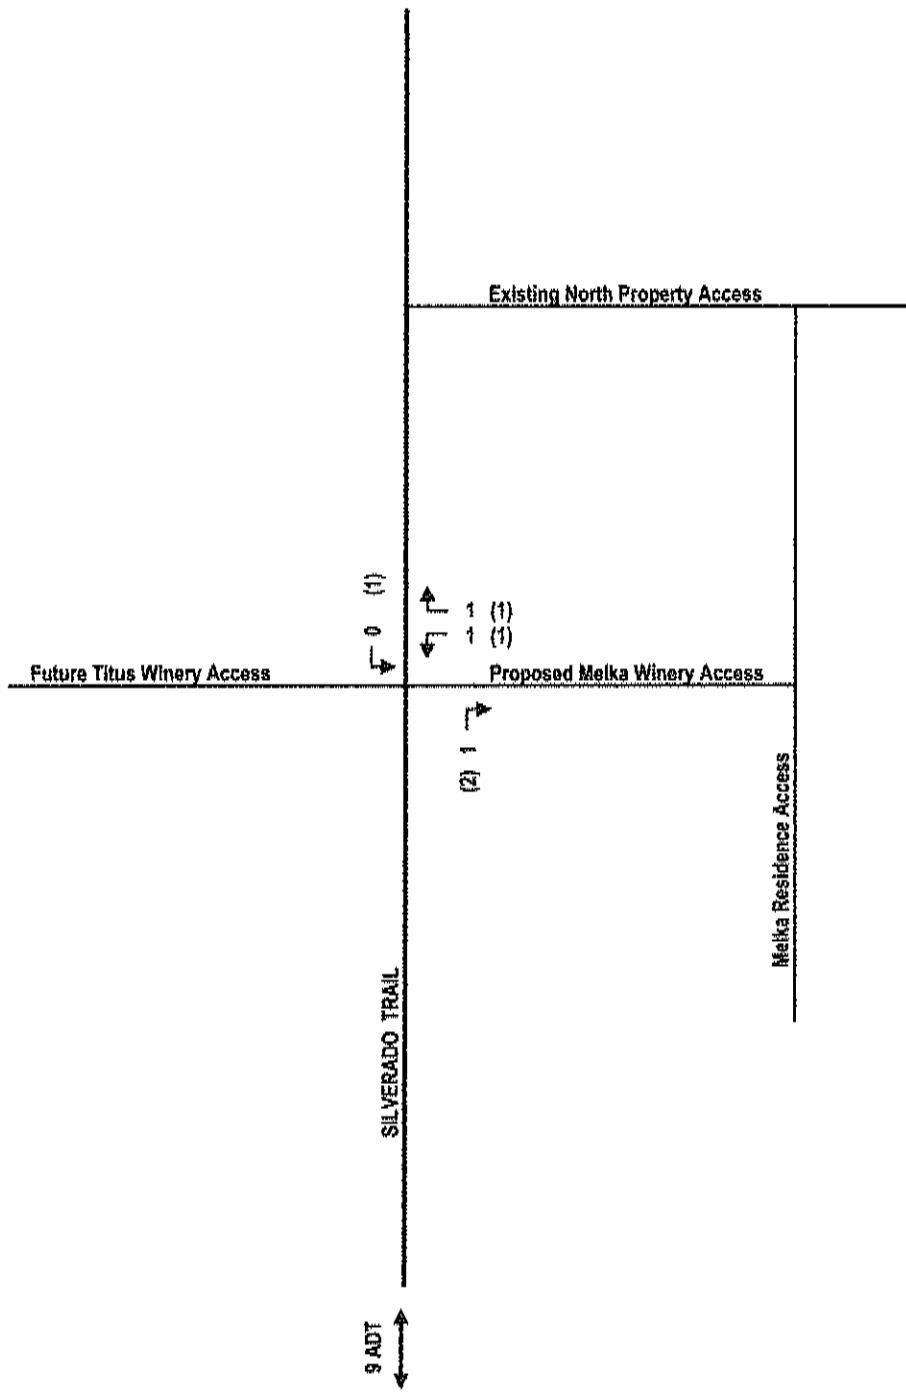 Existing North Property Access
(1)
0
1 (1)
1 (1)
Future Titus Winery Access
Proposed Melka Winery Access
(2) 1
Melka Residence Access
SILVERADO TRAIL
9 ADT